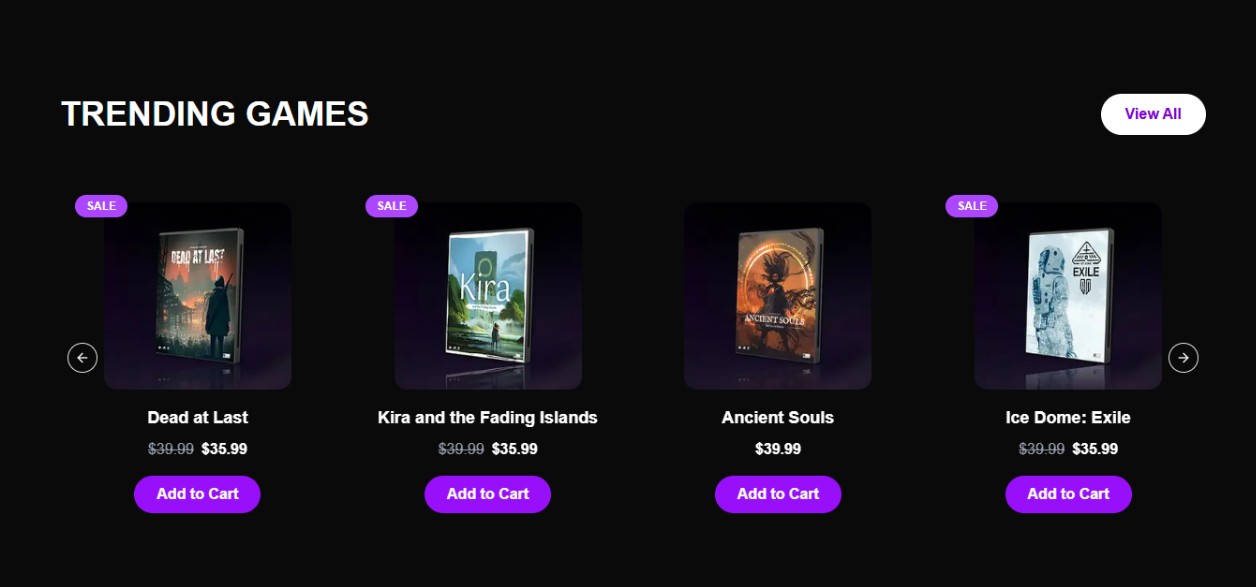 TRENDING GAMES
View All
SALE
SALE
SALE
DEAD AT LAST
Kira
ANCIENT SOULS
EXILE
Dead at Last
Kira and the Fading Islands
Ancient Souls
Ice Dome: Exile
$39.99 $35.99
$39.99 $35.99
$39.99
$39.99 $35.99
Add to Cart
Add to Cart
Add to Cart
Add to Cart